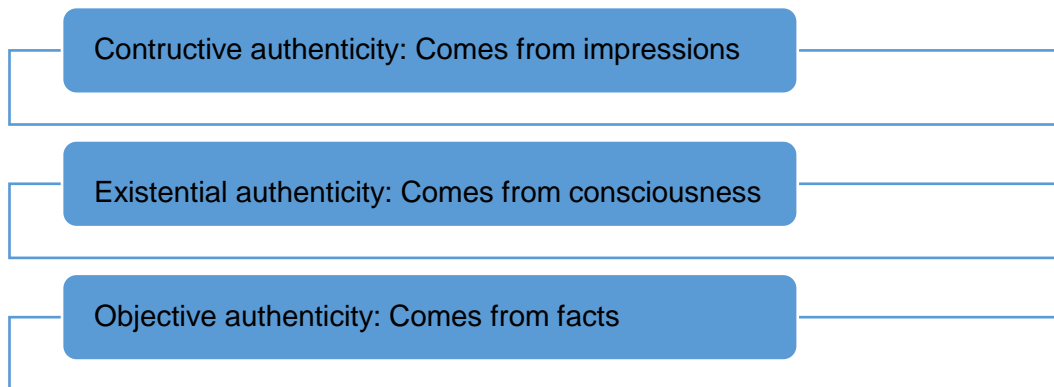 Contructive authenticity: Comes from impressions
Existential authenticity: Comes from consciousness
Objective authenticity: Comes from facts